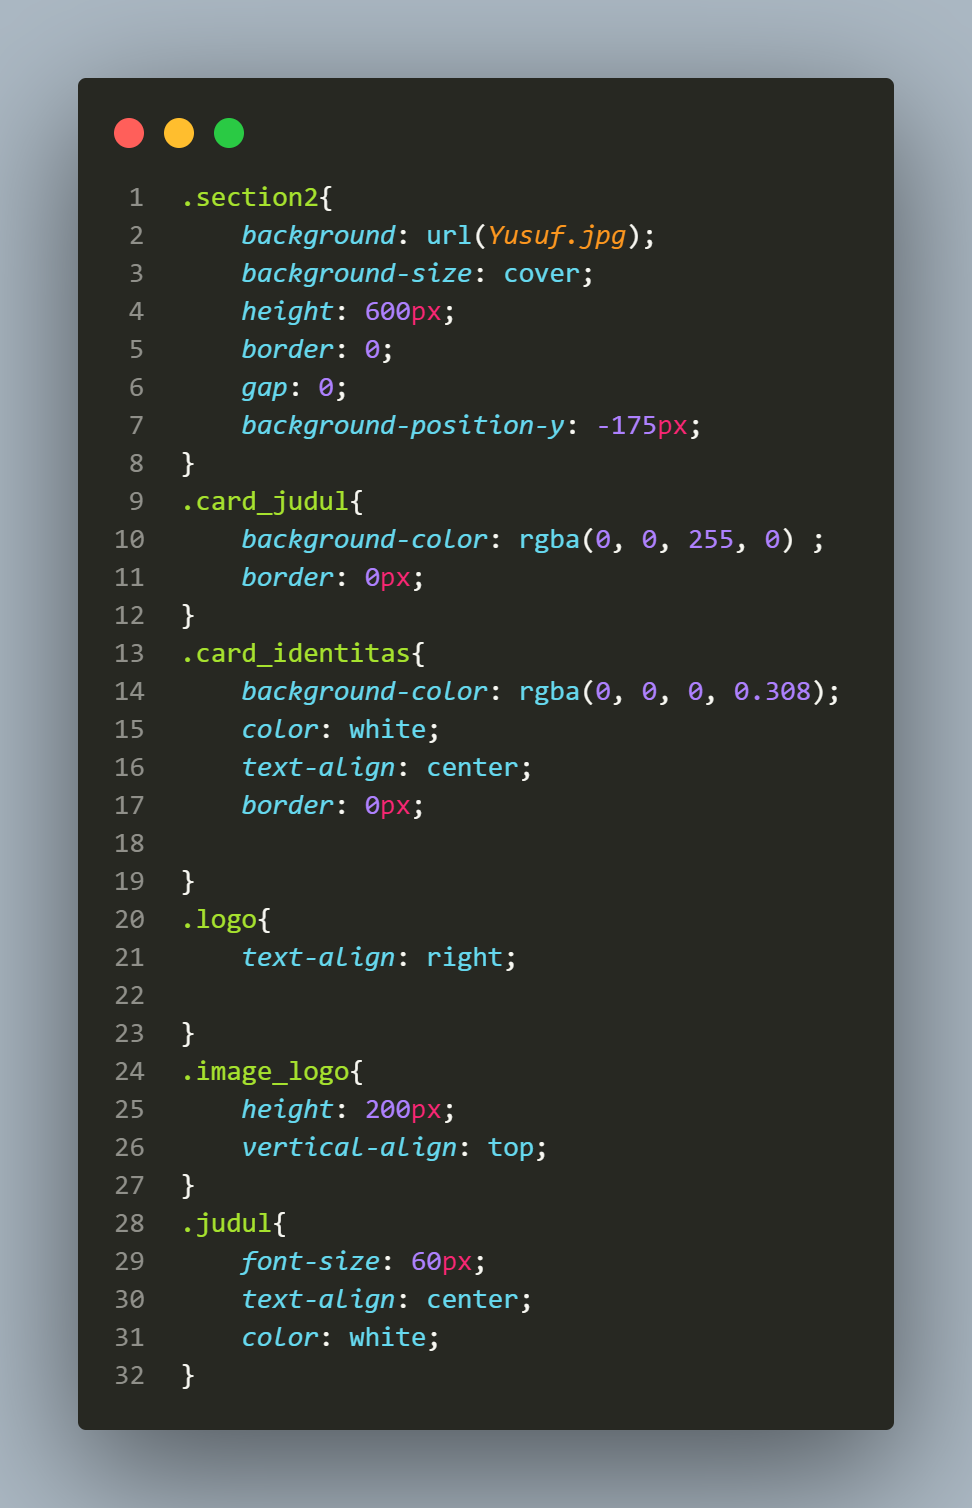 1 .section2{
2     background: url(Yusuf.jpg);
3     background-size: cover;
4     height: 600px;
5     border: 0;
6     gap: 0;
7     background-position-y: -175px;
8 }
9 .card_judul{
10     background-color: rgba(0, 0, 255, 0) ;
11     border: 0px;
12 }
13 .card_identitas{
14     background-color: rgba(0, 0, 0, 0.308);
15     color: white;
16     text-align: center;
17     border: 0px;
18
19 }
20 .logo{
21     text-align: right;
22
23 }
24 .image_logo{
25     height: 200px;
26     vertical-align: top;
27 }
28 .judul{
29     font-size: 60px;
30     text-align: center;
31     color: white;
32 }